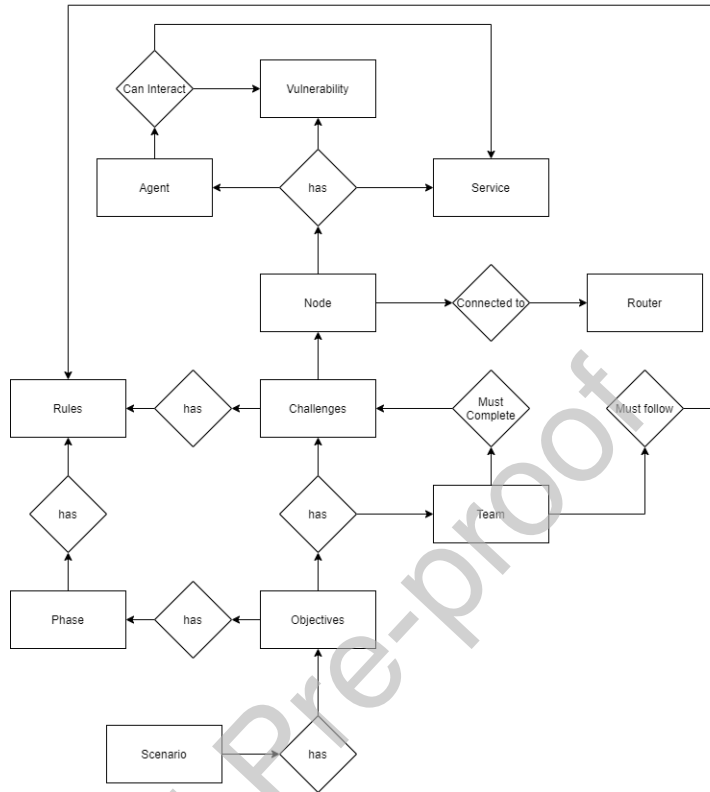 Can Interact
Vulnerability
Agent
has
Service
Node
Connected to
Router
Rules
has
Challenges
Must
Complete
Must follow
has
has
Team
Phase
has
Objectives
Scenario
has
Pre-proof